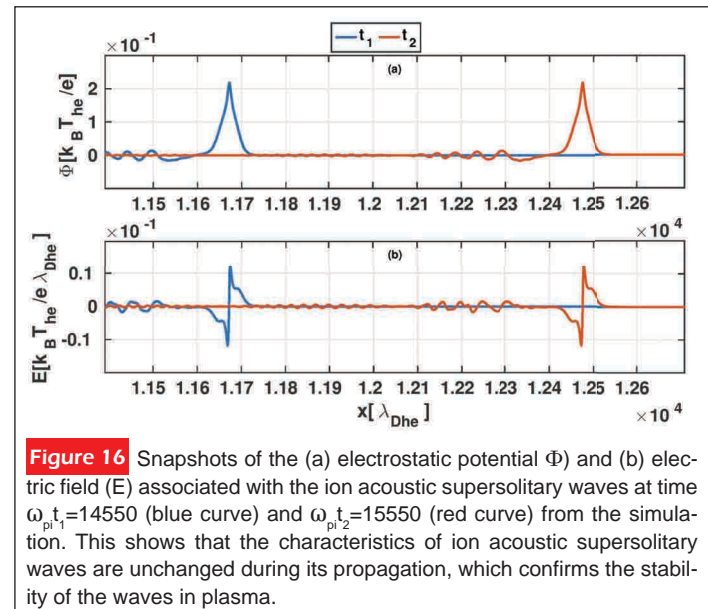 t₁ t₂
×10⁻¹
(a)
Φ[k_B T_he/e]
2
1
0
1.15 1.16 1.17 1.18 1.19 1.2 1.21 1.22 1.23 1.24 1.25 1.26
×10⁻¹ ×10⁴
(b)
E[k_B T_he/e λ_Dhe]
0.1
0
-0.1
1.15 1.16 1.17 1.18 1.19 1.2 1.21 1.22 1.23 1.24 1.25 1.26
x[λ_Dhe] ×10⁴
Figure 16 Snapshots of the (a) electrostatic potential Φ) and (b) elec-
tric field (E) associated with the ion acoustic supersolitary waves at time
ω_pi t₁=14550 (blue curve) and ω_pi t₂=15550 (red curve) from the simula-
tion. This shows that the characteristics of ion acoustic supersolitary
waves are unchanged during its propagation, which confirms the stabil-
ity of the waves in plasma.